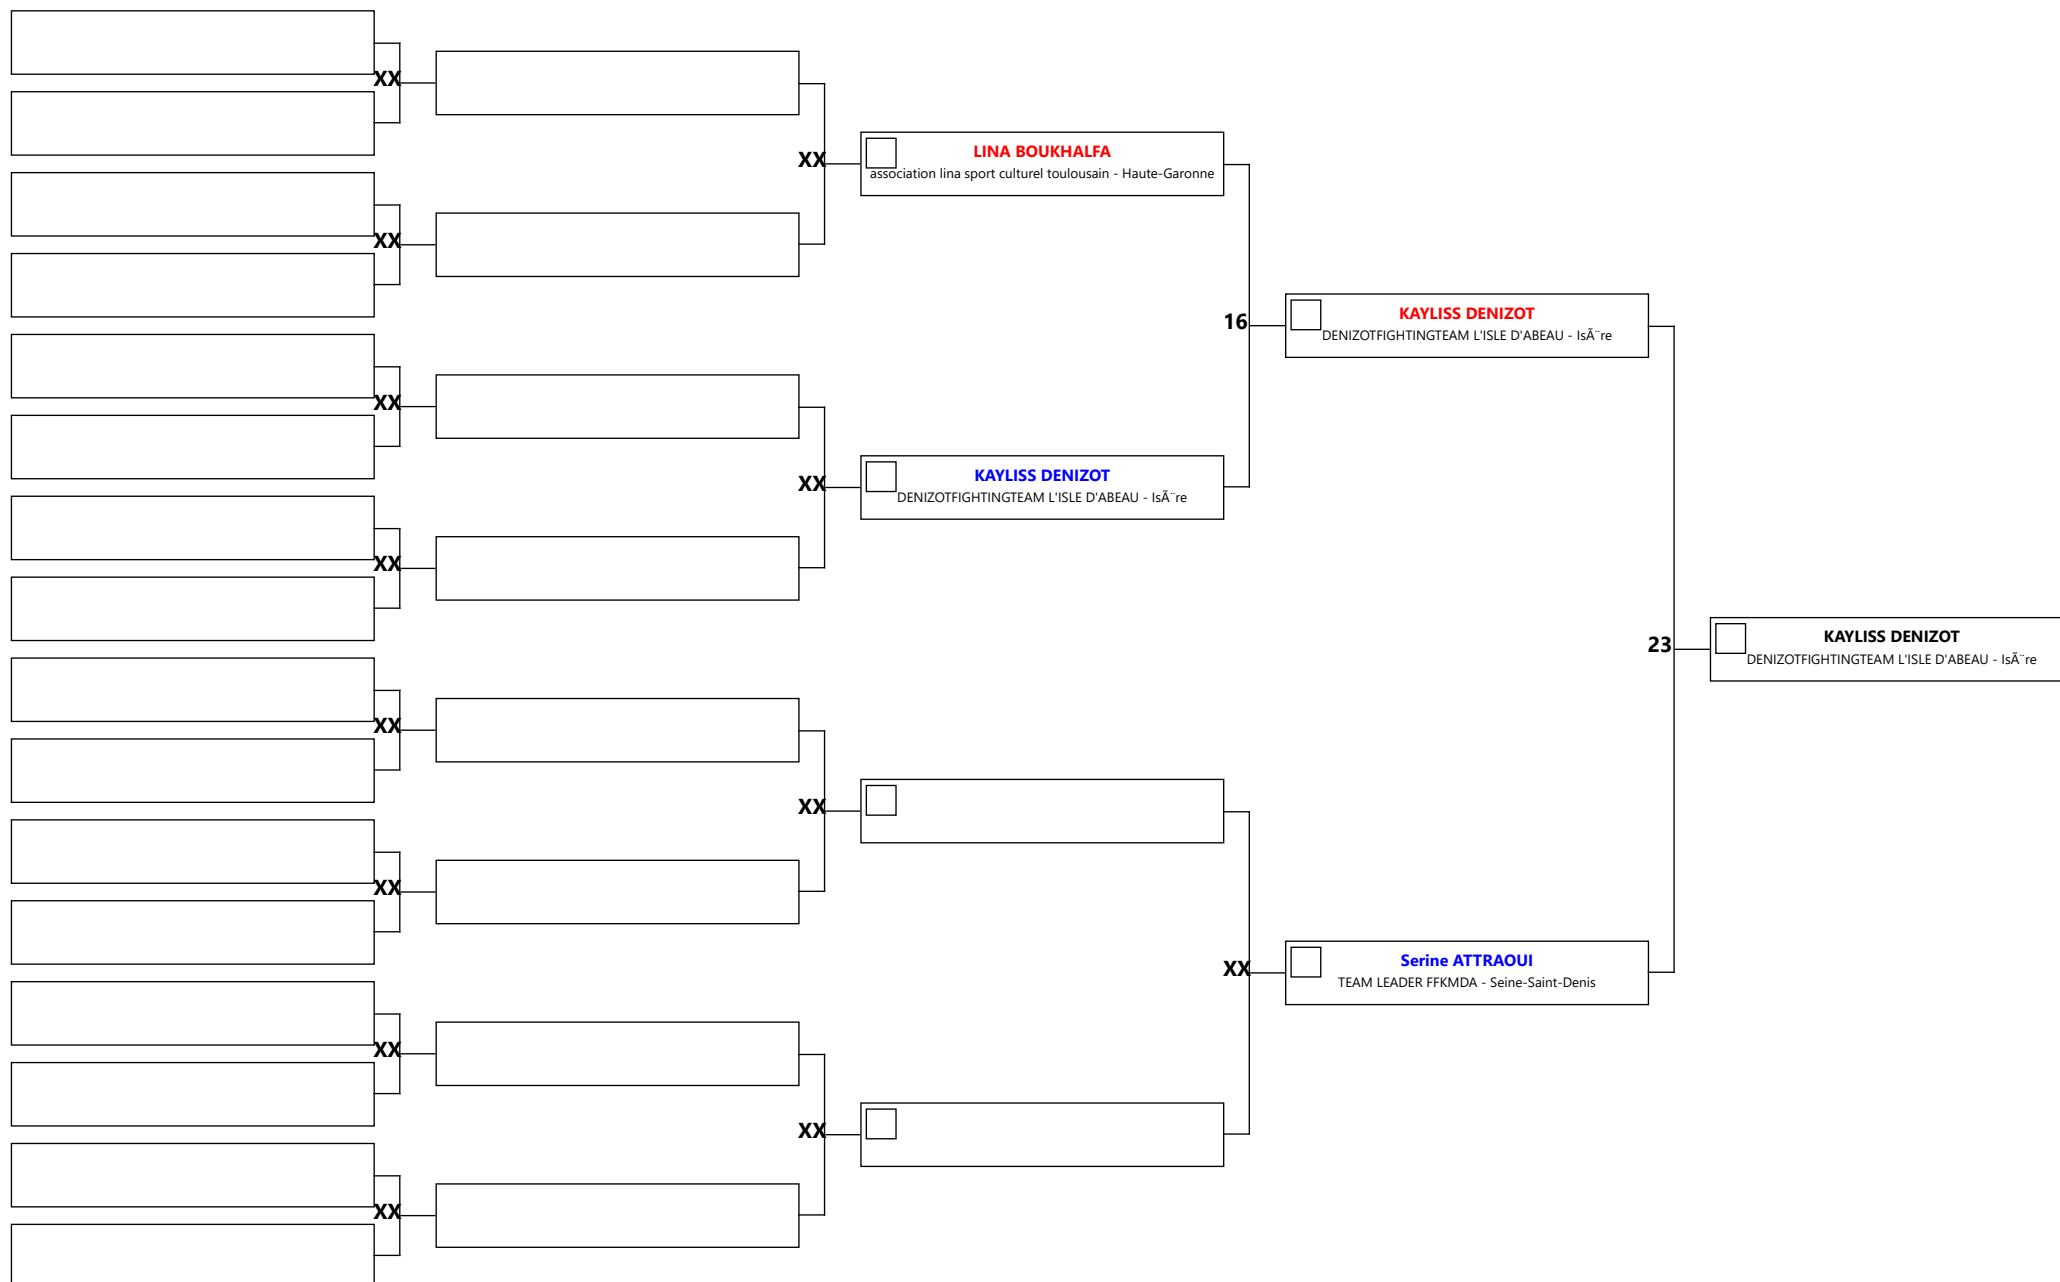 XX
XX
XX
XX
XX
XX
XX
XX
XX
XX
XX
XX
LINA BOUKHALFA
association lina sport culturel toulousain - Haute-Garonne
KAYLISS DENIZOT
DENIZOTFIGHTINGTEAM L'ISLE D'ABEAU - IsÃ¨re
16
XX
KAYLISS DENIZOT
DENIZOTFIGHTINGTEAM L'ISLE D'ABEAU - IsÃ¨re
Serine ATTRAOUI
TEAM LEADER FFKMDA - Seine-Saint-Denis
23
KAYLISS DENIZOT
DENIZOTFIGHTINGTEAM L'ISLE D'ABEAU - IsÃ¨re